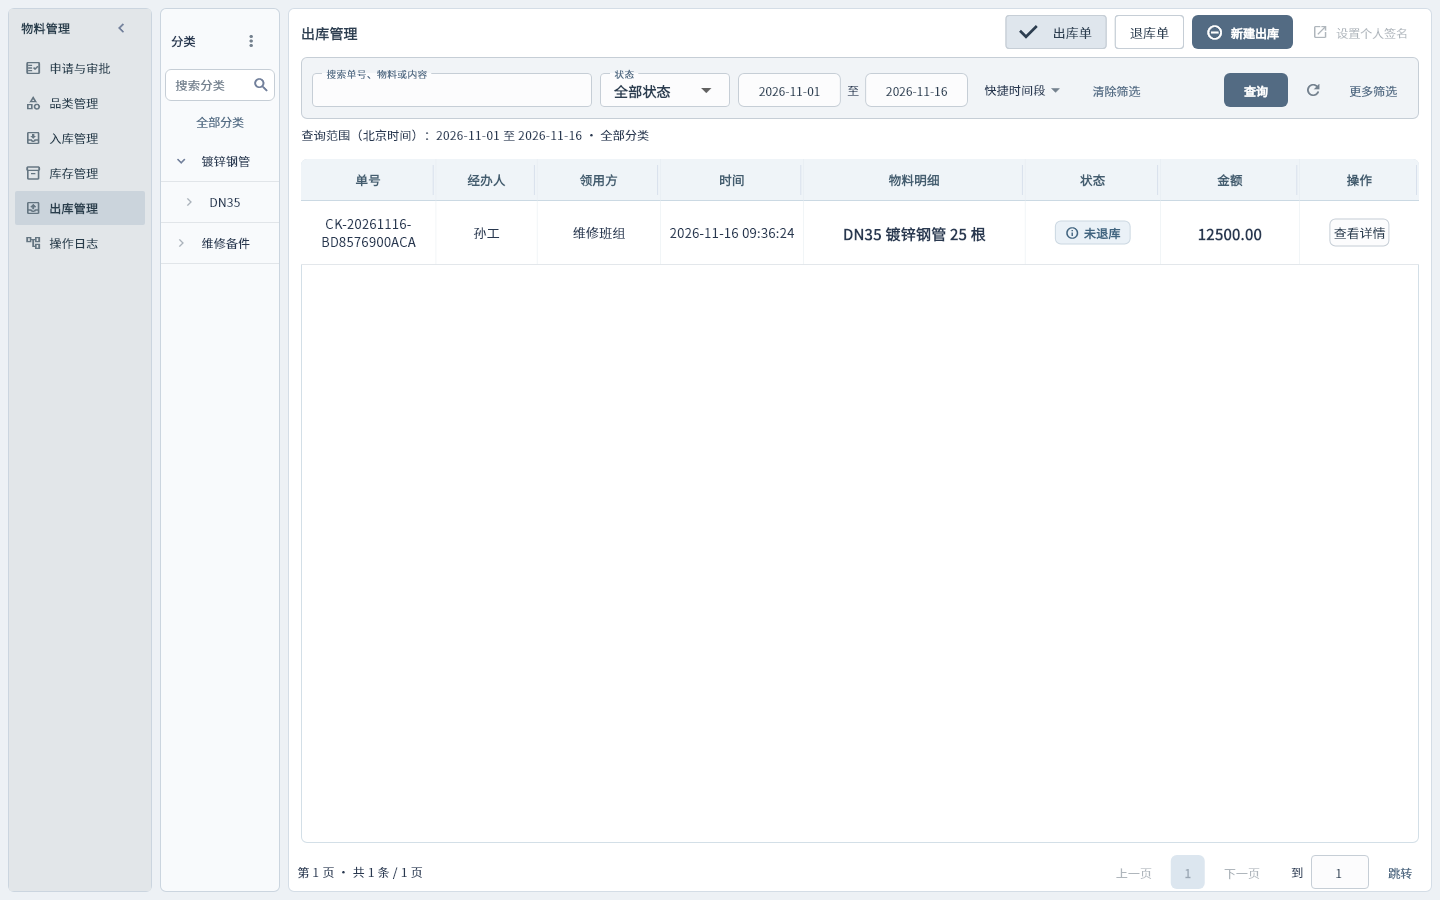 物料管理
申请与审批
品类管理
入库管理
库存管理
出库管理
操作日志
分类
搜索分类
全部分类
镀锌钢管
DN35
维修备件
出库管理
出库单
退库单
新建出库
设置个人签名
搜索单号、物料或内容
状态
全部状态
2026-11-01
至
2026-11-16
快捷时间段
清除筛选
查询
更多筛选
查询范围（北京时间）：2026-11-01 至 2026-11-16 · 全部分类
单号 经办人 领用方 时间 物料明细 状态 金额 操作
CK-20261116-
BD8576900ACA
孙工
维修班组
2026-11-16 09:36:24
DN35 镀锌钢管 25 根
未退库
12500.00
查看详情
第 1 页 · 共 1 条 / 1 页
上一页
1
下一页
到
1
跳转